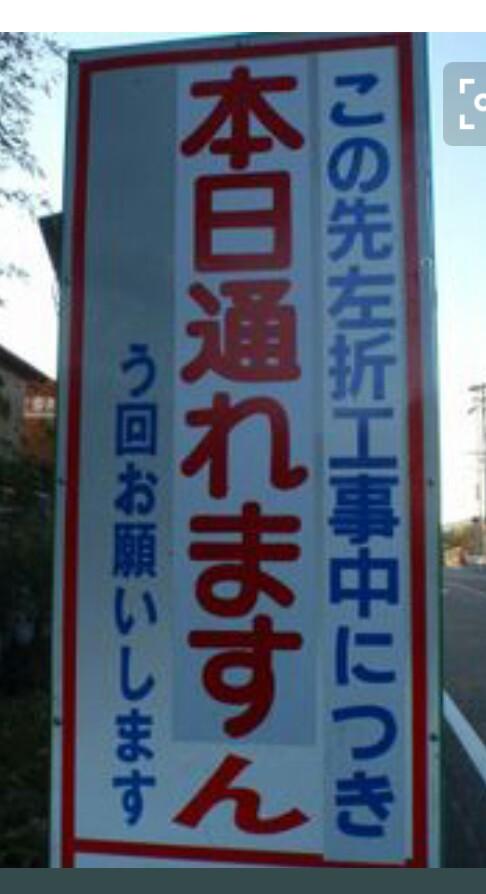 この先左折工事中につき
本日通れますん
う回お願いします